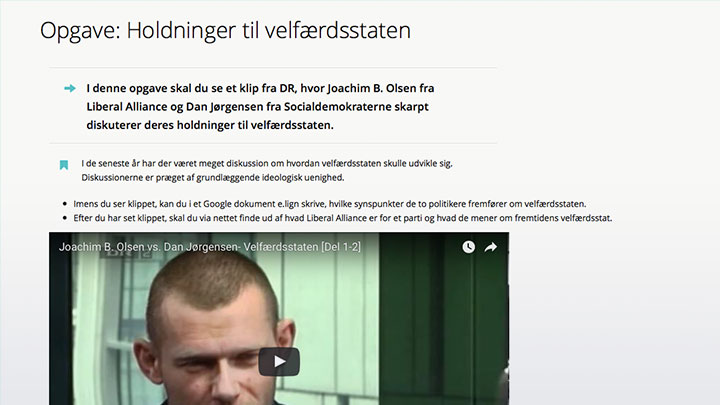 Opgave: Holdninger til velfærdsstaten
I denne opgave skal du se et klip fra DR, hvor Joachim B. Olsen fra
Liberal Alliance og Dan Jørgensen fra Socialdemokraterne skarpt
diskuterer deres holdninger til velfærdsstaten.
I de seneste år har der været meget diskussion om hvordan velfærdsstaten skulle udvikle sig.
Diskussionerne er præget af grundlæggende ideologisk uenighed.
Imens du ser klippet, kan du i et Google dokument e.lign skrive, hvilke synspunkter de to politikere fremfører om velfærdsstaten.
Efter du har set klippet, skal du via nettet finde ud af hvad Liberal Alliance er for et parti og hvad de mener om fremtidens velfærdsstat.
Joachim B. Olsen vs. Dan Jørgensen- Velfærdsstaten [Del 1-2]